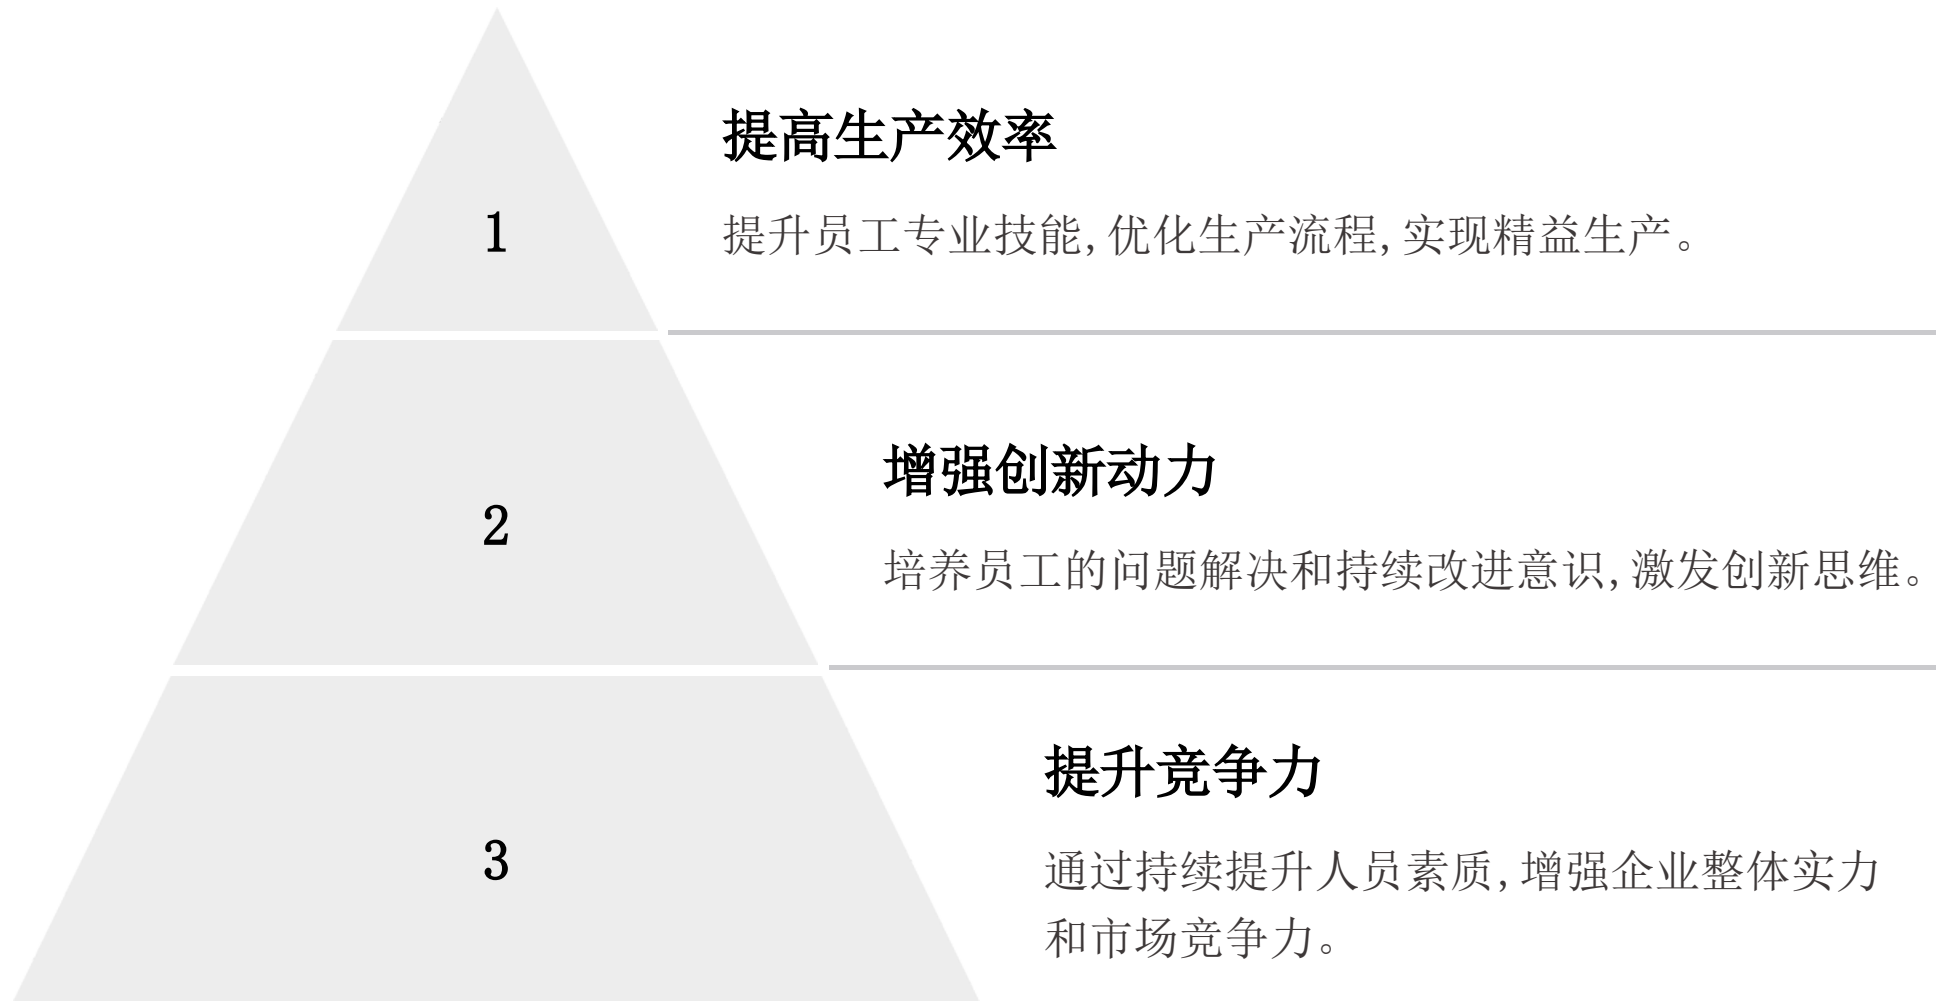 提高生产效率
1
提升员工专业技能,优化生产流程,实现精益生产。
增强创新动力
2
培养员工的问题解决和持续改进意识,激发创新思维。
提升竞争力
3
通过持续提升人员素质,增强企业整体实力
和市场竞争力。